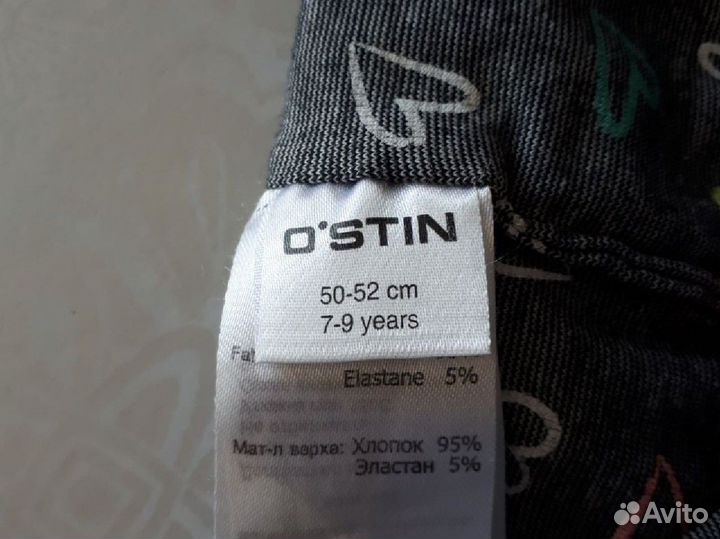 O'STIN
50-52 cm
7-9 years
Elastane 5%
Мат-л верха: Хлопок 95%
Эластан 5%
Avito